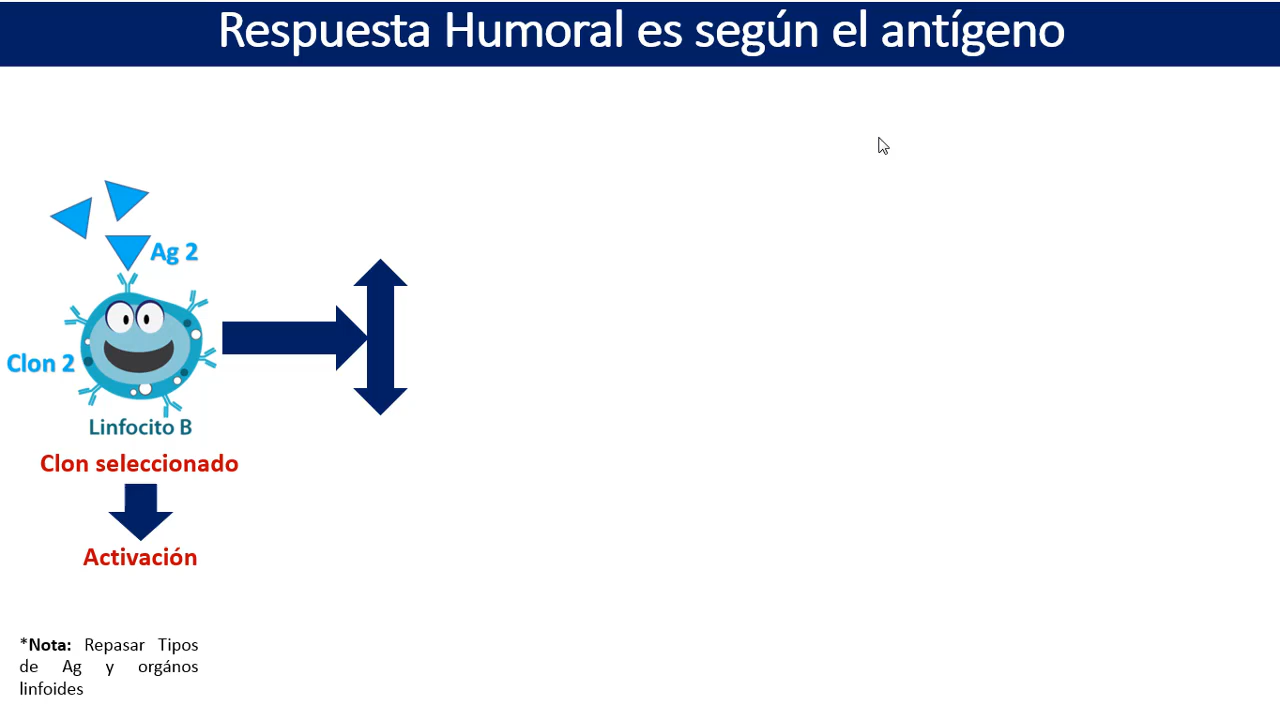 Respuesta Humoral es según el antígeno
Ag 2
Clon 2
Linfocito B
Clon seleccionado
Activación
*Nota: Repasar Tipos
de Ag y orgános
linfoides